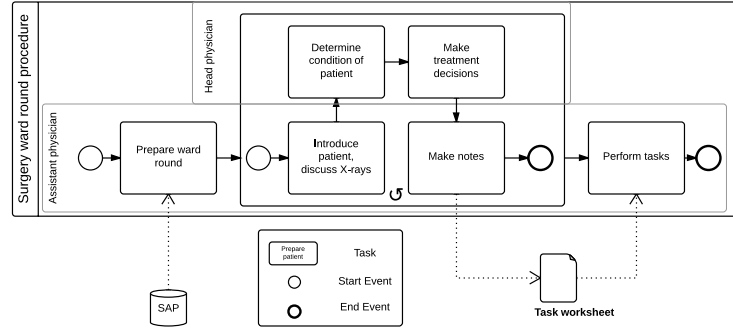 Surgery ward round procedure
Head physician
Assistant physician
Determine
condition of
patient
Make
treatment
decisions
Prepare ward
round
Introduce
patient,
discuss X-rays
Make notes
Perform tasks
SAP
Prepare
patient
Task
Start Event
End Event
Task worksheet